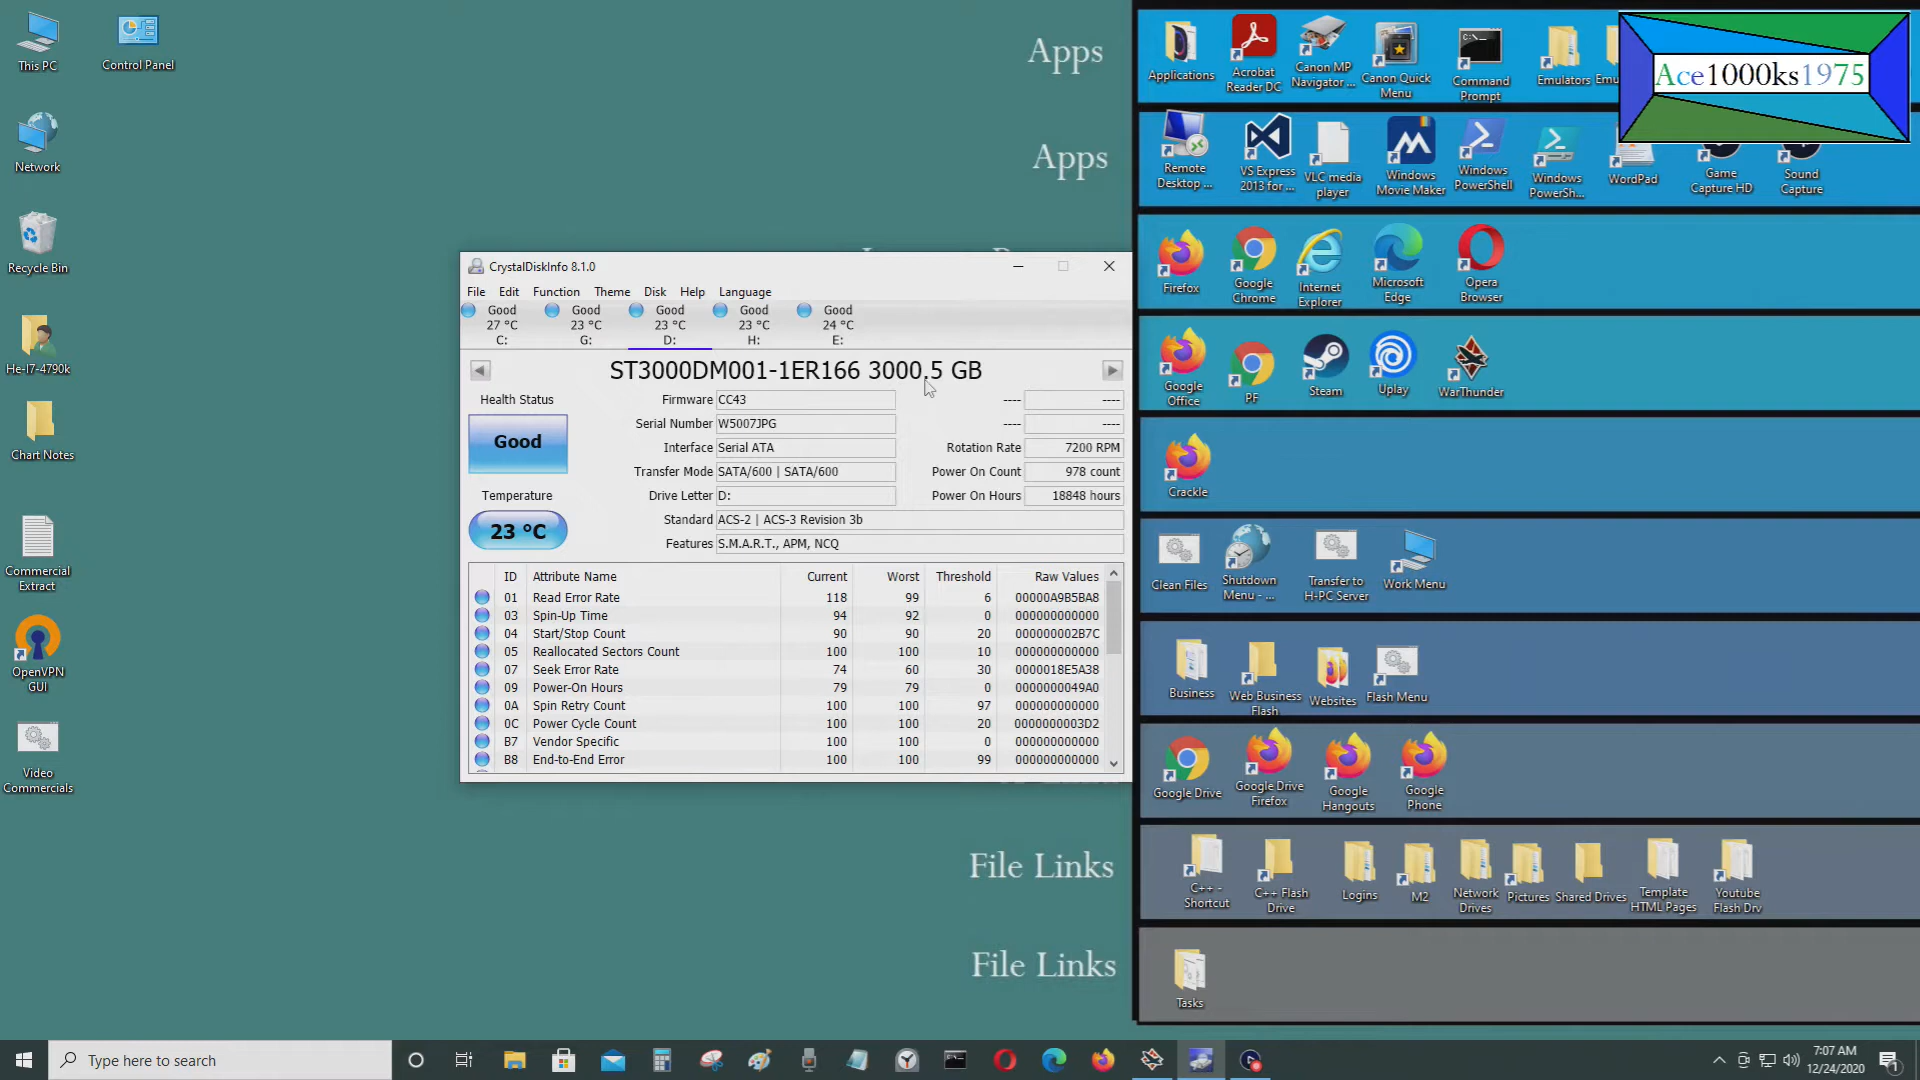 This PC
Control Panel
Network
Recycle Bin
He-I7-4790k
Chart Notes
Commercial
Extract
OpenVPN
GUI
Video
Commercials
Apps
Apps
File Links
File Links
CrystalDiskInfo 8.1.0
File Edit Function Theme Disk Help Language
Good Good Good Good Good
27 °C 23 °C 23 °C 23 °C 24 °C
C: G: D: H: E:
ST3000DM001-1ER166 3000.5 GB
Health Status
Good
Temperature
23 °C
Firmware CC43 ---- ----
Serial Number W5007JPG ---- ----
Interface Serial ATA Rotation Rate 7200 RPM
Transfer Mode SATA/600 | SATA/600 Power On Count 978 count
Drive Letter D: Power On Hours 18848 hours
Standard ACS-2 | ACS-3 Revision 3b
Features S.M.A.R.T., APM, NCQ
ID Attribute Name Current Worst Threshold Raw Values
01 Read Error Rate 118 99 6 00000A9B5BA8
03 Spin-Up Time 94 92 0 000000000000
04 Start/Stop Count 90 90 20 000000002B7C
05 Reallocated Sectors Count 100 100 10 000000000000
07 Seek Error Rate 74 60 30 0000018E5A38
09 Power-On Hours 79 79 0 0000000049A0
0A Spin Retry Count 100 100 97 000000000000
0C Power Cycle Count 100 100 20 0000000003D2
B7 Vendor Specific 100 100 0 000000000000
B8 End-to-End Error 100 100 99 000000000000
Applications
Acrobat
Reader DC
Canon MP
Navigator ...
Canon Quick
Menu
Command
Prompt
Emulators
Ace1000ks1975
Remote
Desktop ...
VS Express
2013 for ...
VLC media
player
Windows
Movie Maker
Windows
PowerShell
Windows
PowerSh...
WordPad
Game
Capture HD
Sound
Capture
Firefox
Google
Chrome
Internet
Explorer
Microsoft
Edge
Opera
Browser
Google
Office
PF
Steam
Uplay
WarThunder
Crackle
Clean Files
Shutdown
Menu - ...
Transfer to
H-PC Server
Work Menu
Business
Web Business
Flash
Websites
Flash Menu
Google Drive
Google Drive
Firefox
Google
Hangouts
Google
Phone
C++ -
Shortcut
C++ Flash
Drive
Logins
M2
Network
Drives
Pictures
Shared Drives
Template
HTML Pages
Youtube
Flash Drv
Tasks
Type here to search
7:07 AM
12/24/2020
1